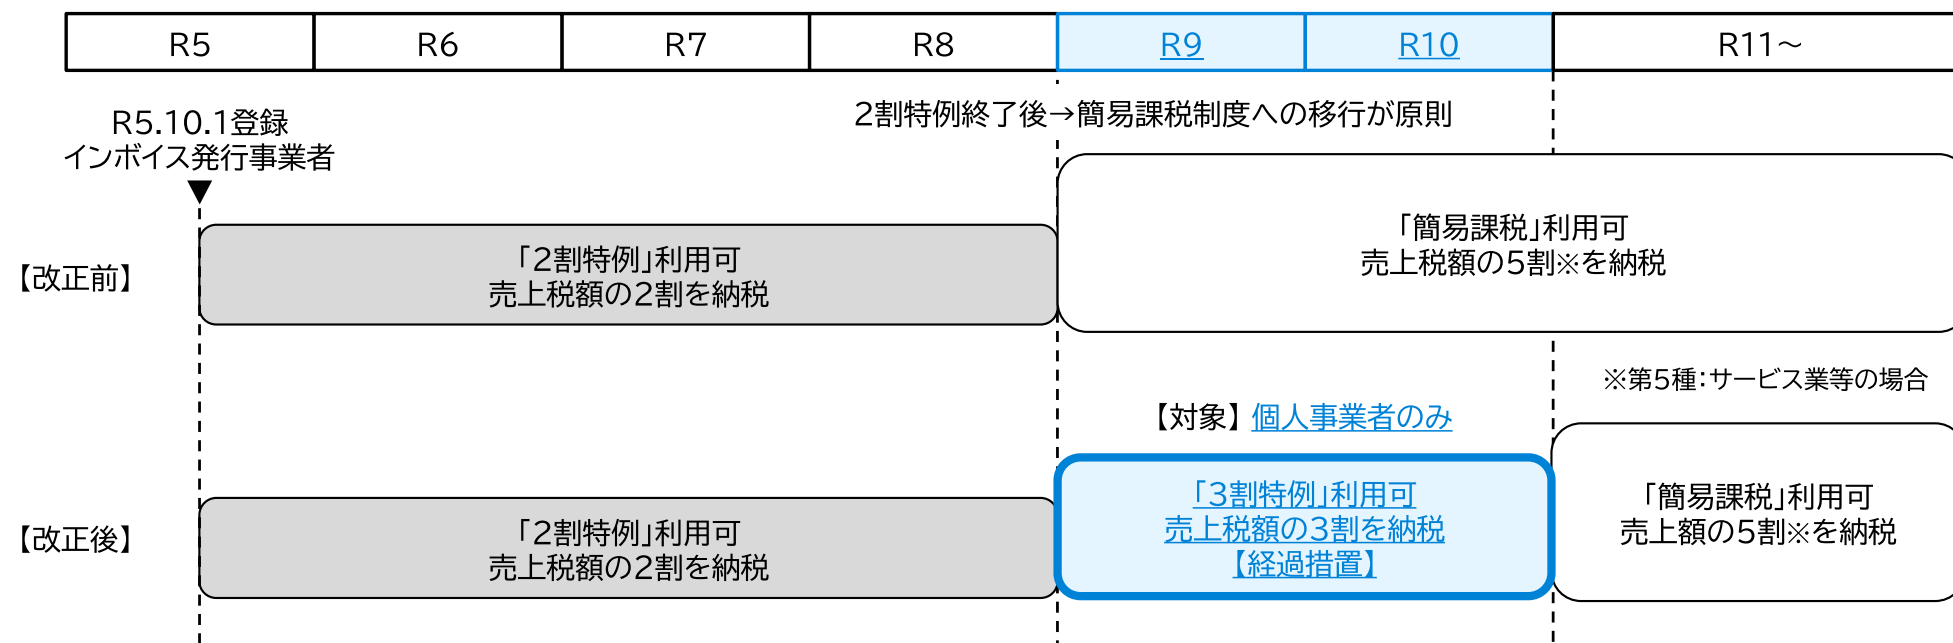 R5
R6
R7
R8
R9
R10
R11～
2割特例終了後→簡易課税制度への移行が原則
R5.10.1登録
インボイス発行事業者
【改正前】
「2割特例」利用可
売上税額の2割を納税
「簡易課税」利用可
売上税額の5割※を納税
※第5種：サービス業等の場合
【対象】個人事業者のみ
【改正後】
「2割特例」利用可
売上税額の2割を納税
「3割特例」利用可
売上税額の3割を納税
【経過措置】
「簡易課税」利用可
売上額の5割※を納税